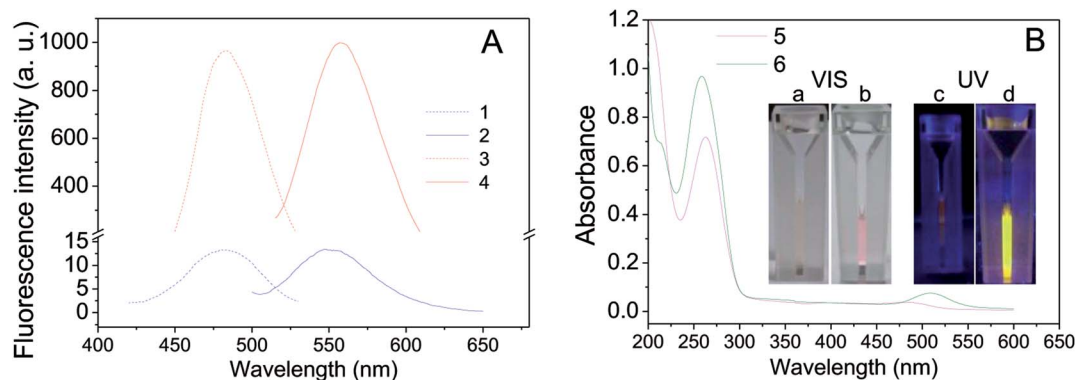 A
Fluorescence intensity (a. u.)
1000
800
600
400
15
10
5
0
1
2
3
4
400 450 500 550 600 650
Wavelength (nm)
B
Absorbance
1.2
1.0
0.8
0.6
0.4
0.2
0.0
5
6
VIS UV
a b c d
200 250 300 350 400 450 500 550 600 650
Wavelength (nm)